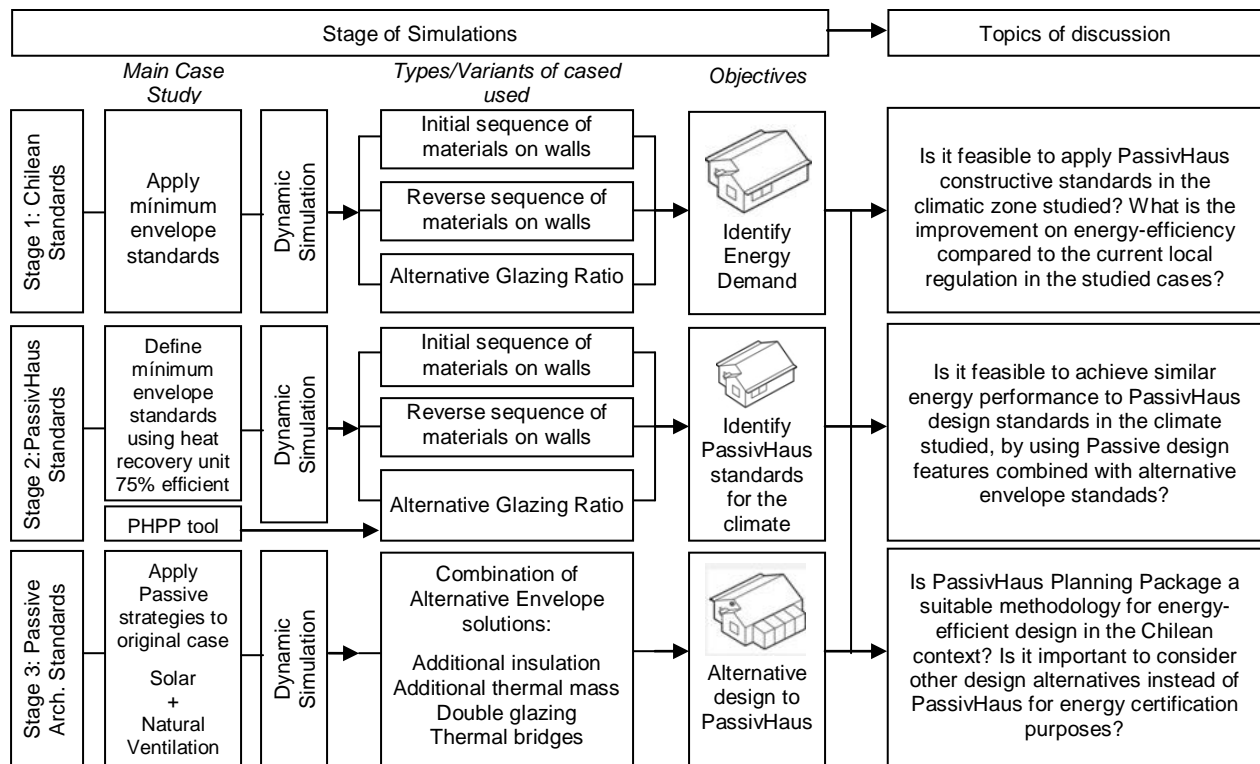 Stage of Simulations
Topics of discussion
Main Case
Study
Types/Variants of cased
used
Objectives
Stage 1: Chilean
Standards
Apply
mínimum
envelope
standards
Dynamic
Simulation
Initial sequence of
materials on walls
Reverse sequence of
materials on walls
Alternative Glazing Ratio
Identify
Energy
Demand
Is it feasible to apply PassivHaus
constructive standards in the
climatic zone studied? What is the
improvement on energy-efficiency
compared to the current local
regulation in the studied cases?
Stage 2:PassivHaus
Standards
Define
mínimum
envelope
standards
using heat
recovery unit
75% efficient
PHPP tool
Dynamic
Simulation
Initial sequence of
materials on walls
Reverse sequence of
materials on walls
Alternative Glazing Ratio
Identify
PassivHaus
standards
for the
climate
Is it feasible to achieve similar
energy performance to PassivHaus
design standards in the climate
studied, by using Passive design
features combined with alternative
envelope standads?
Stage 3: Passive
Arch. Standards
Apply
Passive
strategies to
original case
Solar
+
Natural
Ventilation
Dynamic
Simulation
Combination of
Alternative Envelope
solutions:
Additional insulation
Additional thermal mass
Double glazing
Thermal bridges
Alternative
design to
PassivHaus
Is PassivHaus Planning Package a
suitable methodology for energy-
efficient design in the Chilean
context? Is it important to consider
other design alternatives instead of
PassivHaus for energy certification
purposes?